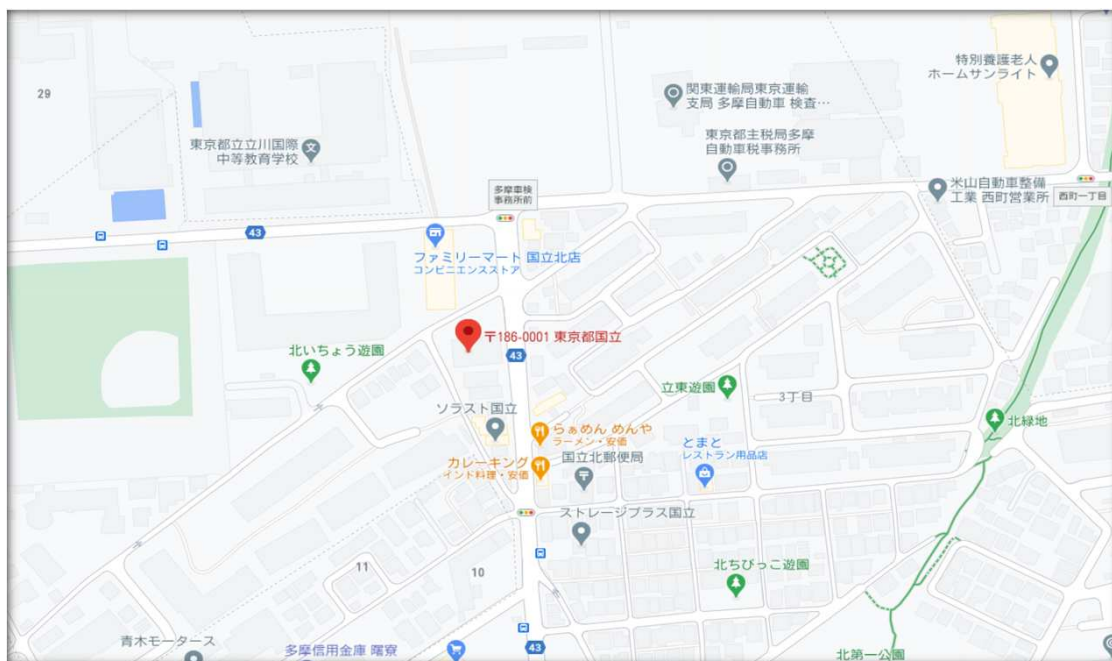 29
特別養護老人
ホームサンライト
関東運輸局東京運輸
支局 多摩自動車 検査…
東京都立立川国際
中等教育学校
東京都主税局多摩
自動車税事務所
多摩車検
事務所前
米山自動車整備
工業 西町営業所
西町一丁目
43
ファミリーマート 国立北店
コンビニエンスストア
〒186-0001 東京都国立
43
北いちょう遊園
立東遊園
3丁目
ソラスト国立
北緑地
らぁめん めんや
ラーメン・安価
とまと
レストラン用品店
カレーキング
インド料理・安価
国立北郵便局
ストレージプラス国立
11
10
北ちびっこ遊園
青木モータース
多摩信用金庫 曙寮
43
北第一公園